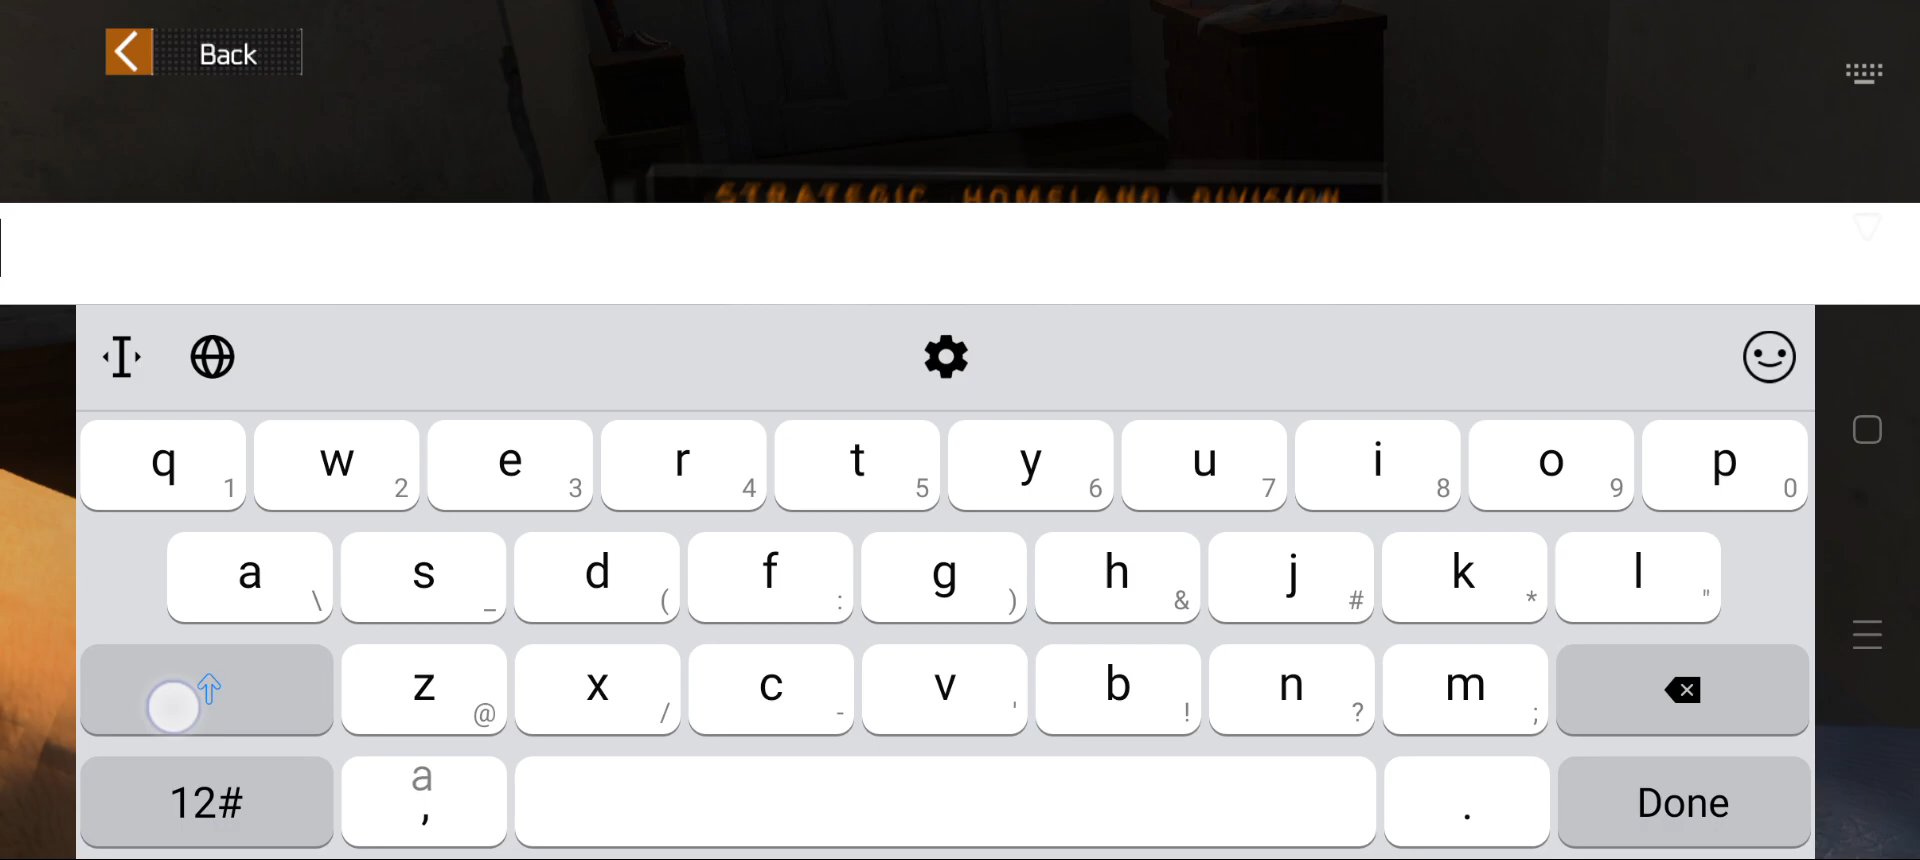 Back
STRATEGIC HOMELAND DIVISION
q 1 w 2 e 3 r 4 t 5 y 6 u 7 i 8 o 9 p 0
a \ s _ d ( f : g ) h & j # k * l "
z @ x / c - v ' b ! n ? m ;
12# a , . Done